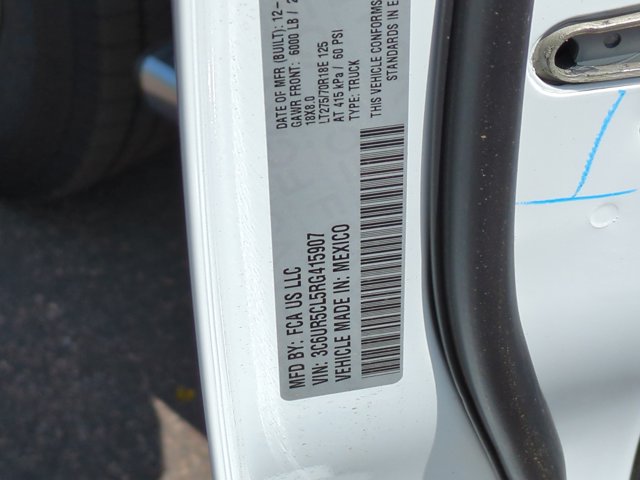 MFD BY: FCA US LLC
VIN: 3C6UR5CL5RG415907
VEHICLE MADE IN: MEXICO
DATE OF MFR (BUILT): 12-
GAWR FRONT: 6000 LB /
18X8.0
LT275/70R18E 125
AT 415 kPa / 60 PSI
TYPE: TRUCK
THIS VEHICLE CONFORMS
STANDARDS IN E